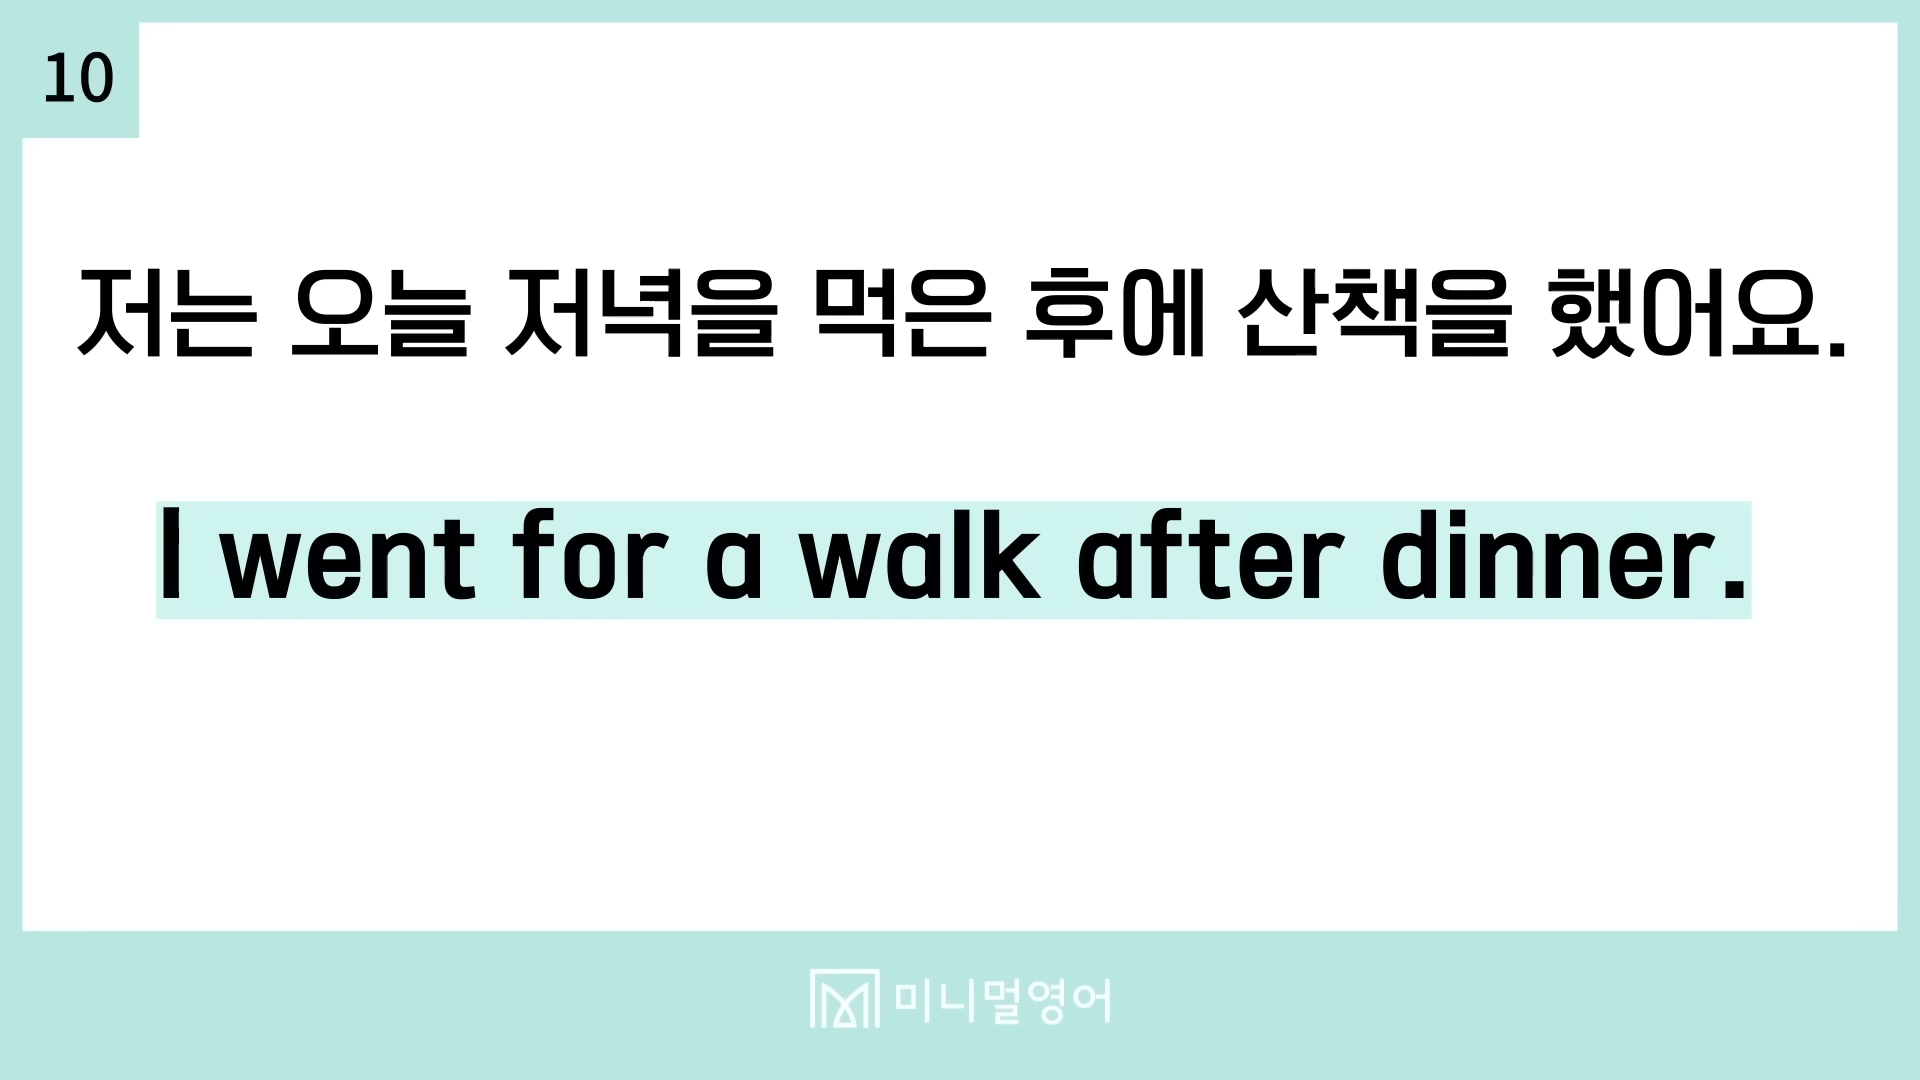 10
저는 오늘 저녁을 먹은 후에 산책을 했어요.
I went for a walk after dinner.
미니멀영어